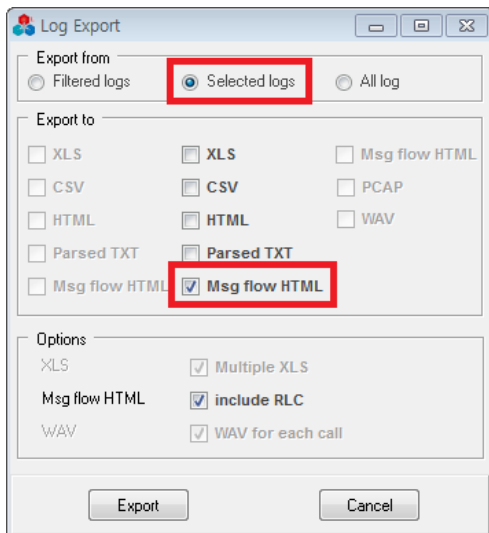 Log Export
Export from
Filtered logs Selected logs All log
Export to
XLS XLS Msg flow HTML
CSV CSV PCAP
HTML HTML WAV
Parsed TXT Parsed TXT
Msg flow HTML Msg flow HTML
Options
XLS Multiple XLS
Msg flow HTML include RLC
WAV WAV for each call
Export Cancel